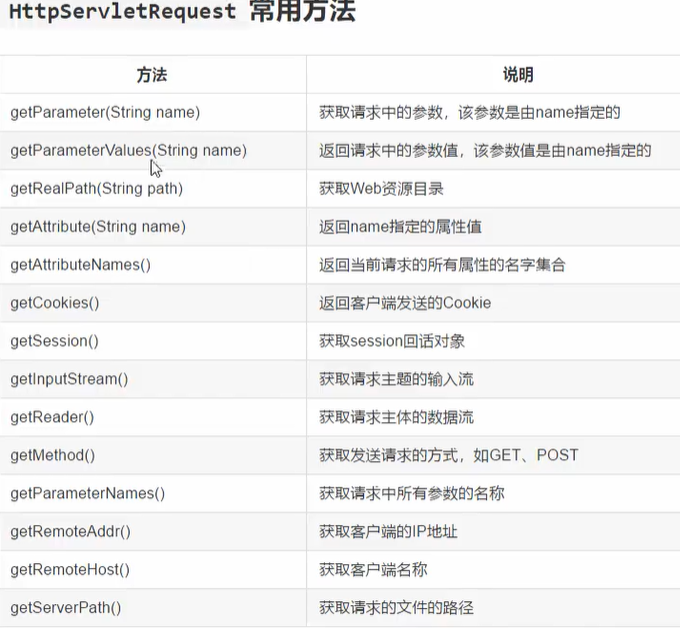 HttpServletRequest 常用方法
方法 说明
getParameter(String name) 获取请求中的参数，该参数是由name指定的
getParameterValues(String name) 返回请求中的参数值，该参数值是由name指定的
getRealPath(String path) 获取Web资源目录
getAttribute(String name) 返回name指定的属性值
getAttributeNames() 返回当前请求的所有属性的名字集合
getCookies() 返回客户端发送的Cookie
getSession() 获取session回话对象
getInputStream() 获取请求主题的输入流
getReader() 获取请求主体的数据流
getMethod() 获取发送请求的方式，如GET、POST
getParameterNames() 获取请求中所有参数的名称
getRemoteAddr() 获取客户端的IP地址
getRemoteHost() 获取客户端名称
getServerPath() 获取请求的文件的路径